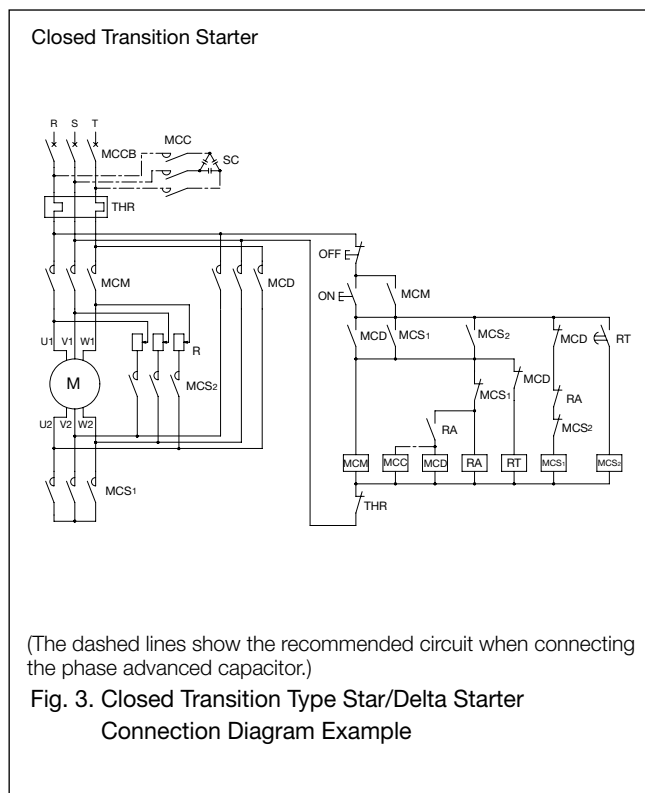 Closed Transition Starter
R S T
MCCB
MCC
SC
THR
OFF
MCM
MCD
ON
MCM
U1 V1 W1
R
MCD
MCS1
MCS2
MCD
RT
M
MCS2
MCS1
MCD
RA
U2 V2 W2
RA
MCS2
MCM
MCC
MCD
RA
RT
MCS1
MCS2
MCS1
THR
(The dashed lines show the recommended circuit when connecting
the phase advanced capacitor.)
Fig. 3. Closed Transition Type Star/Delta Starter
Connection Diagram Example